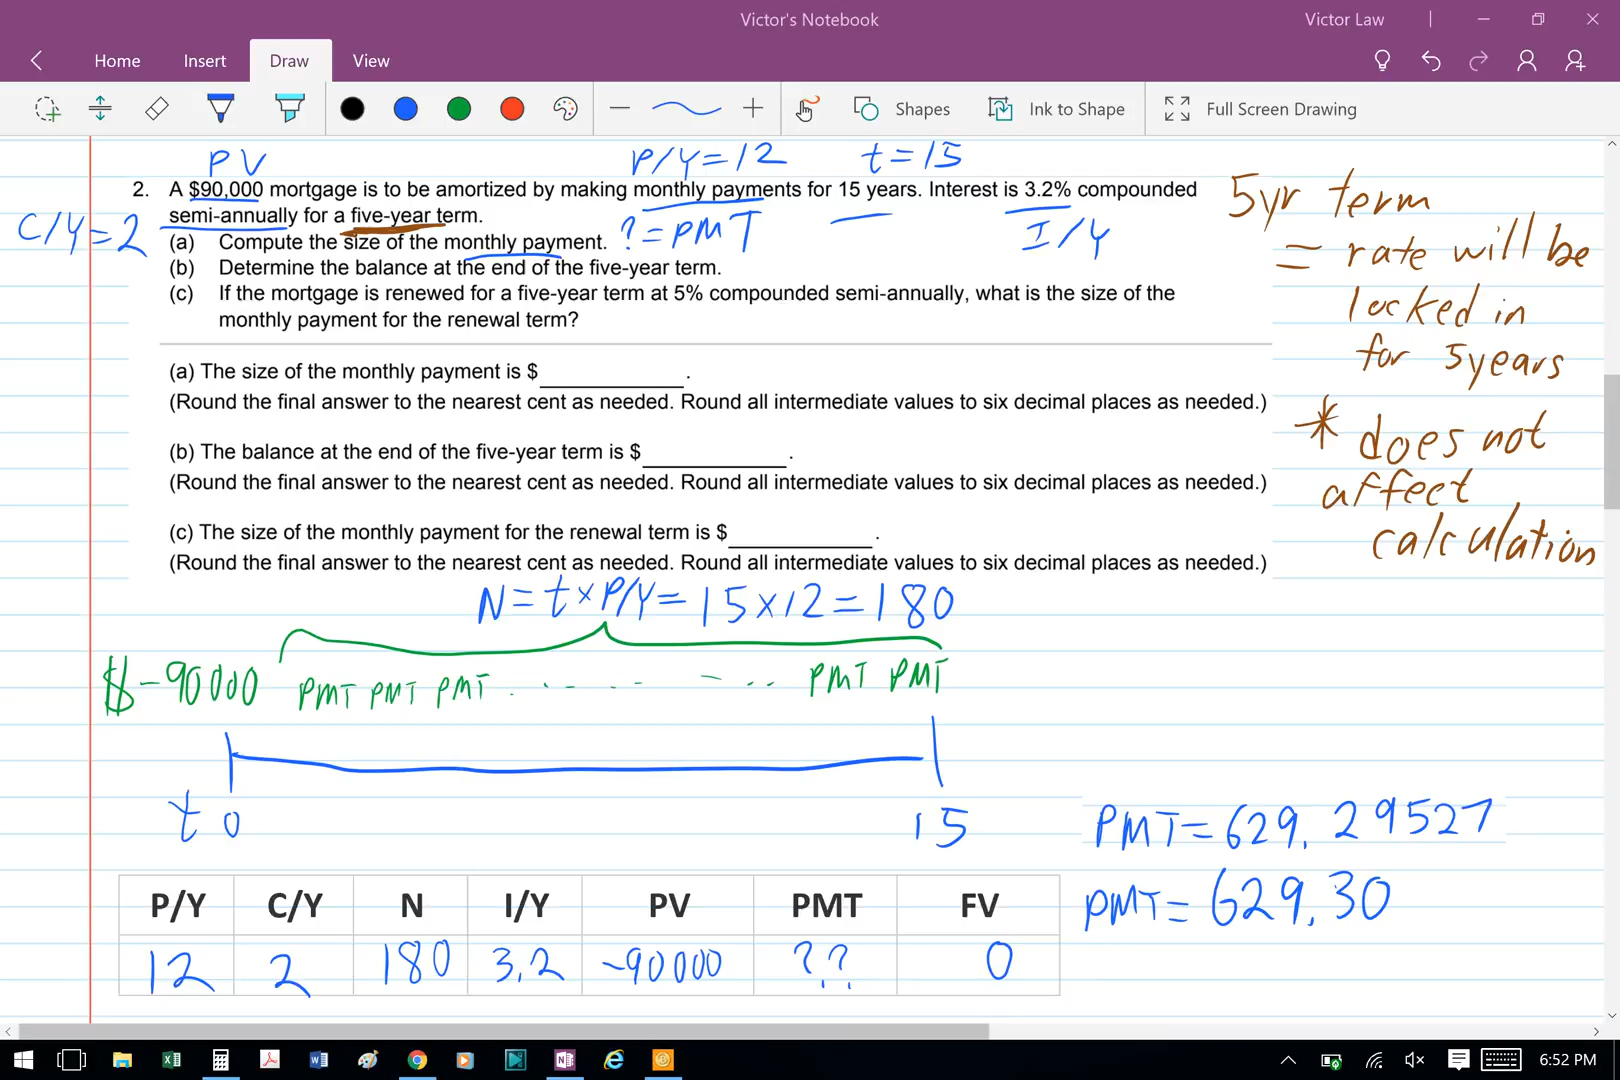 Victor's Notebook
Victor Law
Home Insert Draw View
Shapes Ink to Shape Full Screen Drawing
PV P/Y=12 t=15
2. A $90,000 mortgage is to be amortized by making monthly payments for 15 years. Interest is 3.2% compounded
semi-annually for a five-year term.
C/Y=2
?=PMT
I/Y
(a) Compute the size of the monthly payment.
(b) Determine the balance at the end of the five-year term.
(c) If the mortgage is renewed for a five-year term at 5% compounded semi-annually, what is the size of the
monthly payment for the renewal term?
5yr term
= rate will be
locked in
for 5years
* does not
affect
calculation
(a) The size of the monthly payment is $ .
(Round the final answer to the nearest cent as needed. Round all intermediate values to six decimal places as needed.)
(b) The balance at the end of the five-year term is $ .
(Round the final answer to the nearest cent as needed. Round all intermediate values to six decimal places as needed.)
(c) The size of the monthly payment for the renewal term is $ .
(Round the final answer to the nearest cent as needed. Round all intermediate values to six decimal places as needed.)
N=t×P/Y=15×12=180
$-90000 PMT PMT PMT . . - - - - . . PMT PMT
t 0 15
PMT=629.29527
PMT=629.30
P/Y C/Y N I/Y PV PMT FV
12 2 180 3.2 -90000 ?? 0
6:52 PM